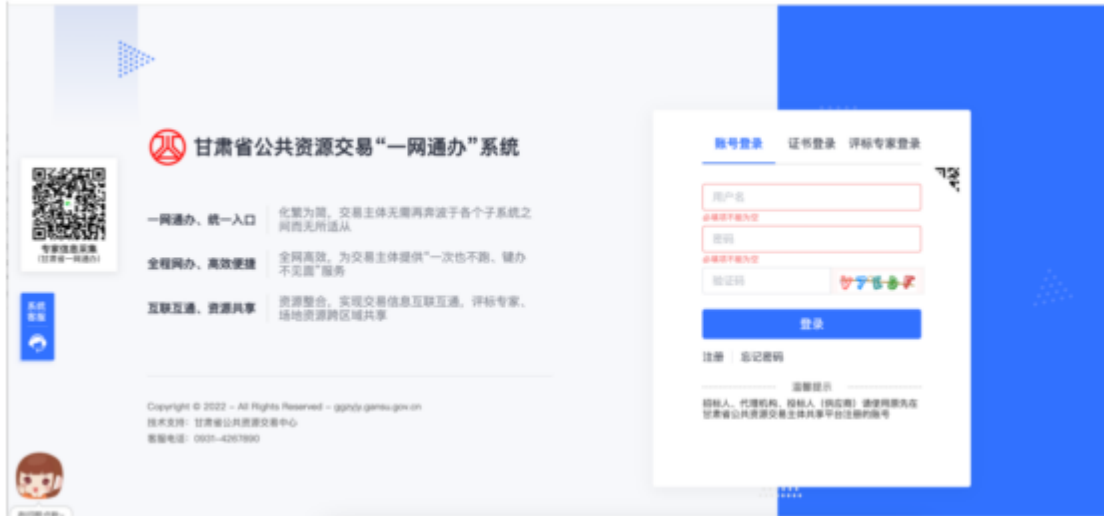 甘肃省公共资源交易“一网通办”系统
专家信息采集
(甘肃省一网通办)
系统
客服
一网通办、统一入口
化繁为简，交易主体无需再奔波于各个子系统之
间而无所适从
全程网办、高效便捷
全网高效，为交易主体提供“一次也不跑、键办
不见面”服务
互联互通、资源共享
资源整合，实现交易信息互联互通，评标专家、
场地资源跨区域共享
Copyright © 2022 - All Rights Reserved - ggzyjy.gansu.gov.cn
技术支持：甘肃省公共资源交易中心
客服电话：0931-4267890
账号登录 证书登录 评标专家登录
用户名
必填项不能为空
密码
必填项不能为空
验证码
登录
注册 忘记密码
温馨提示
招标人、代理机构、投标人（供应商）请使用原先在
甘肃省公共资源交易主体共享平台注册的账号